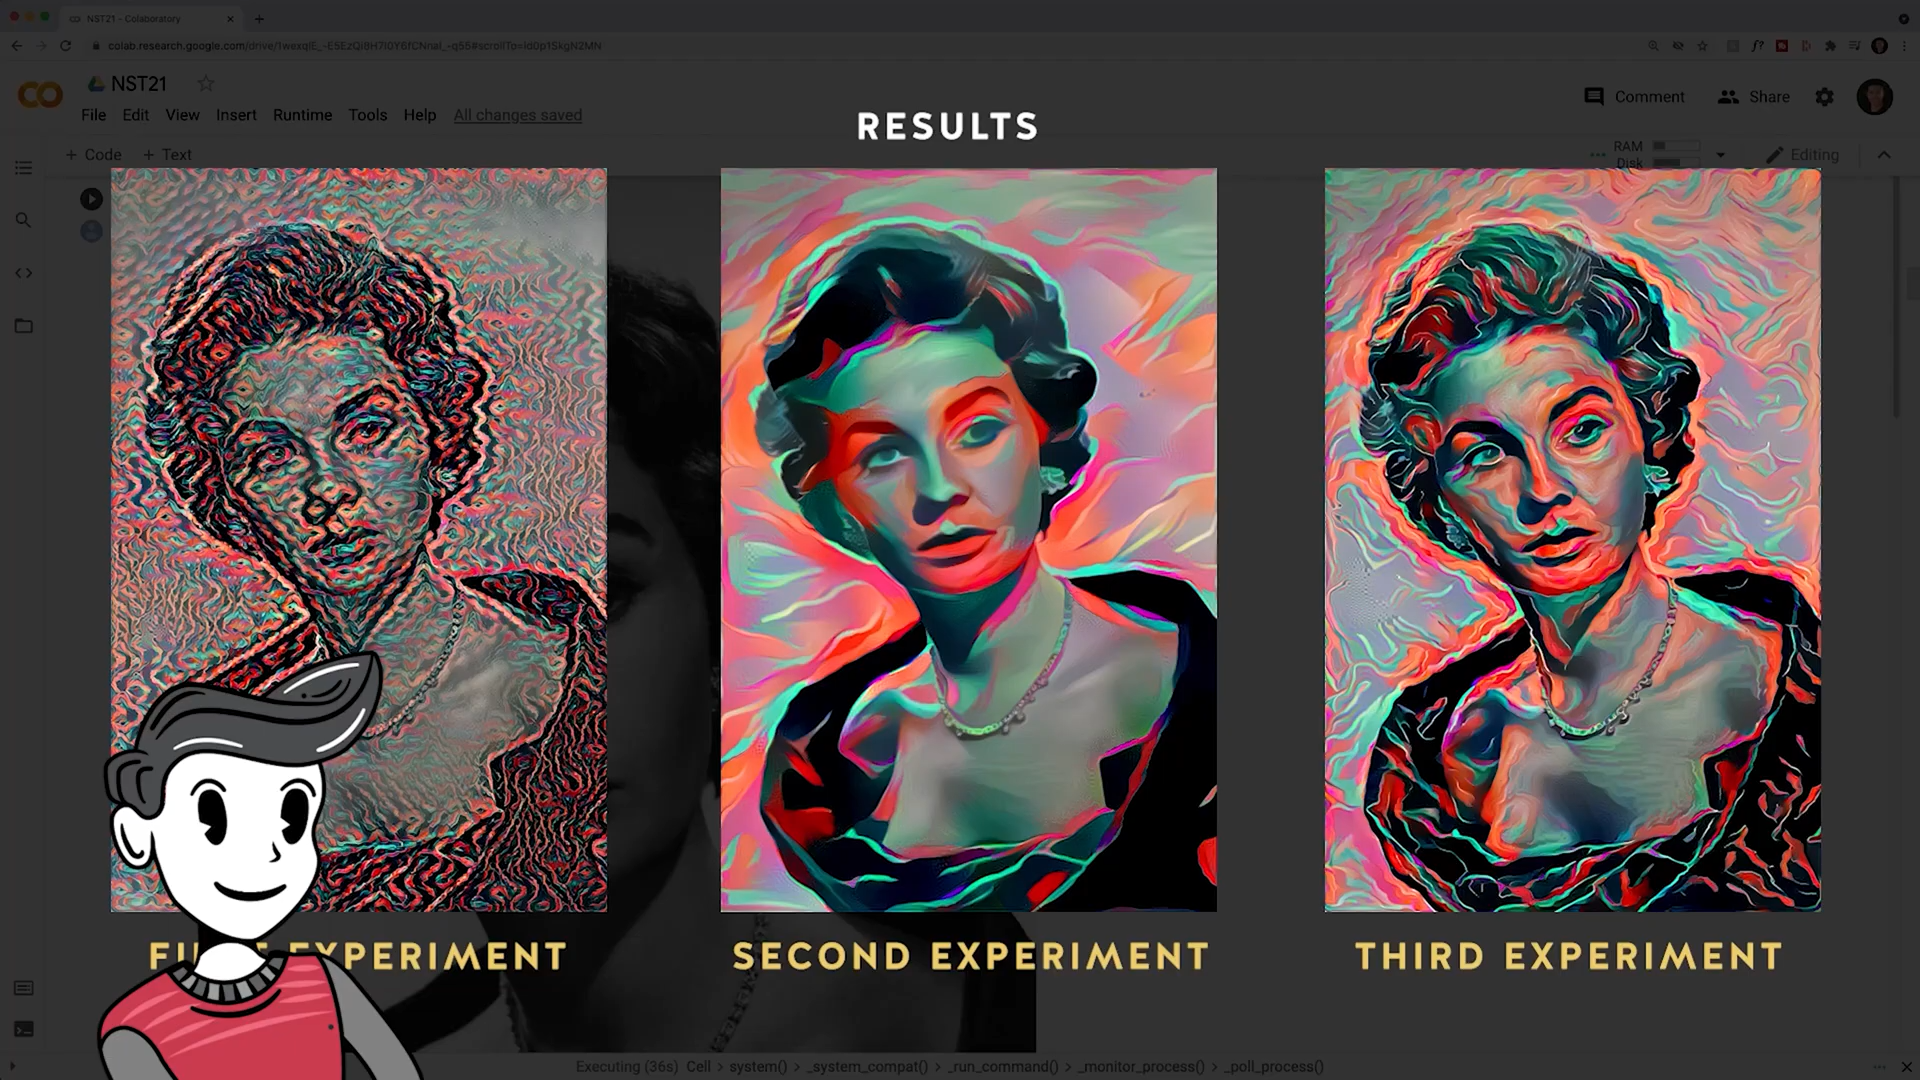 NST21 - Colaboratory
NST21
File Edit View Insert Runtime Tools Help All changes saved
Comment Share
RESULTS
+ Code + Text
RAM
Disk
Editing
EXPERIMENT
SECOND EXPERIMENT
THIRD EXPERIMENT
Executing (36s) Cell > system() > _system_compat() > _run_command() > _monitor_process() > _poll_process()